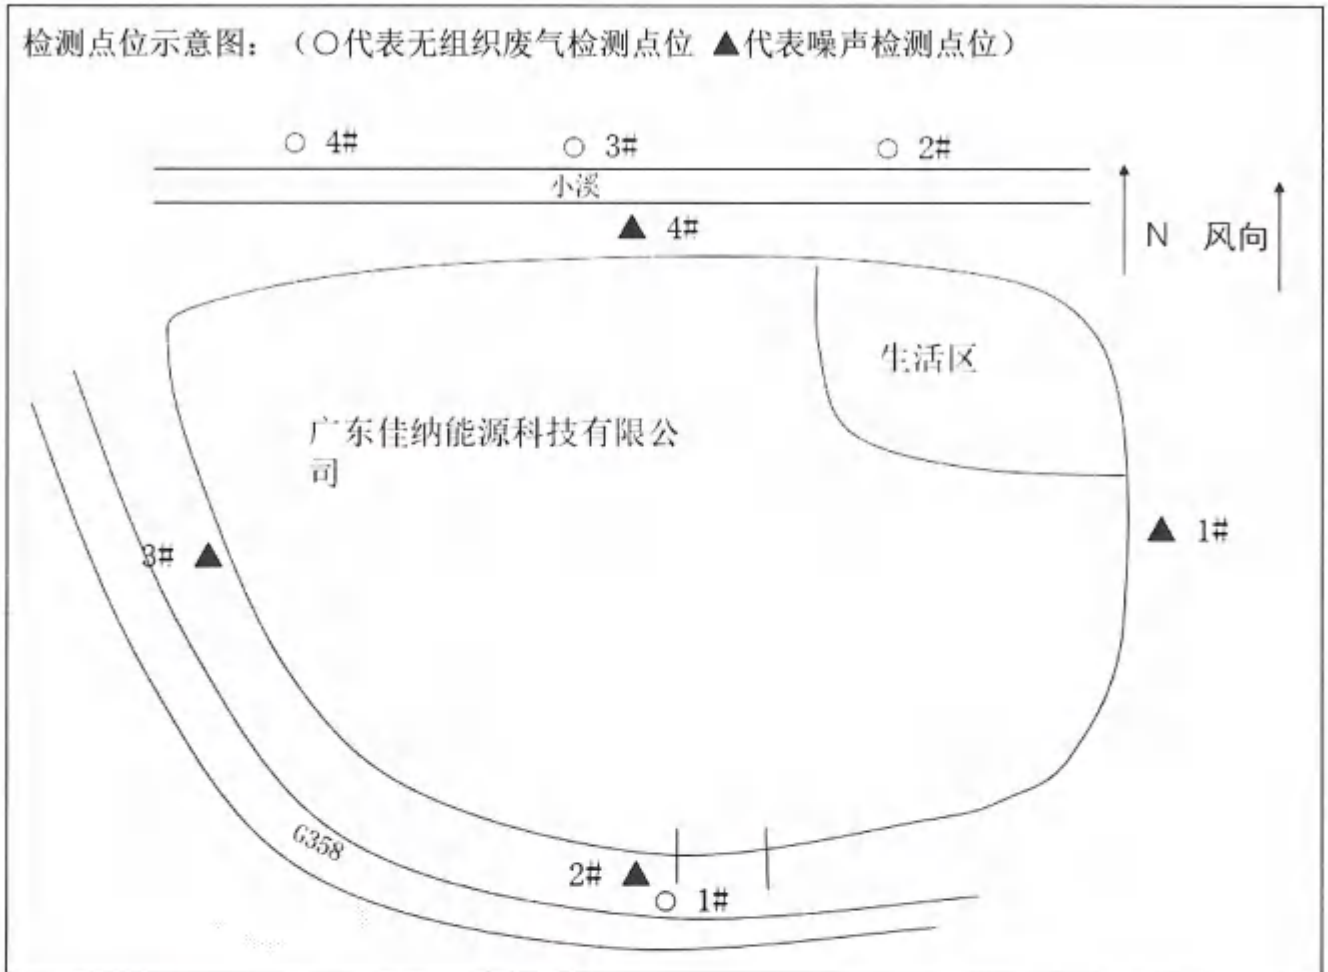 检测点位示意图：（○代表无组织废气检测点位 ▲代表噪声检测点位）
○ 4# ○ 3# ○ 2#
小溪
▲ 4#
N 风向
生活区
广东佳纳能源科技有限公
司
▲ 1#
3# ▲
G358
2# ▲
○ 1#